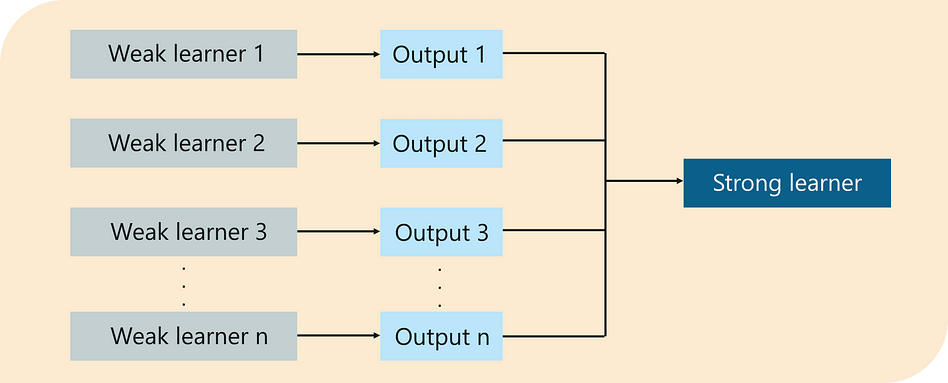 Weak learner 1
Output 1
Weak learner 2
Output 2
Strong learner
Weak learner 3
Output 3
Weak learner n
Output n